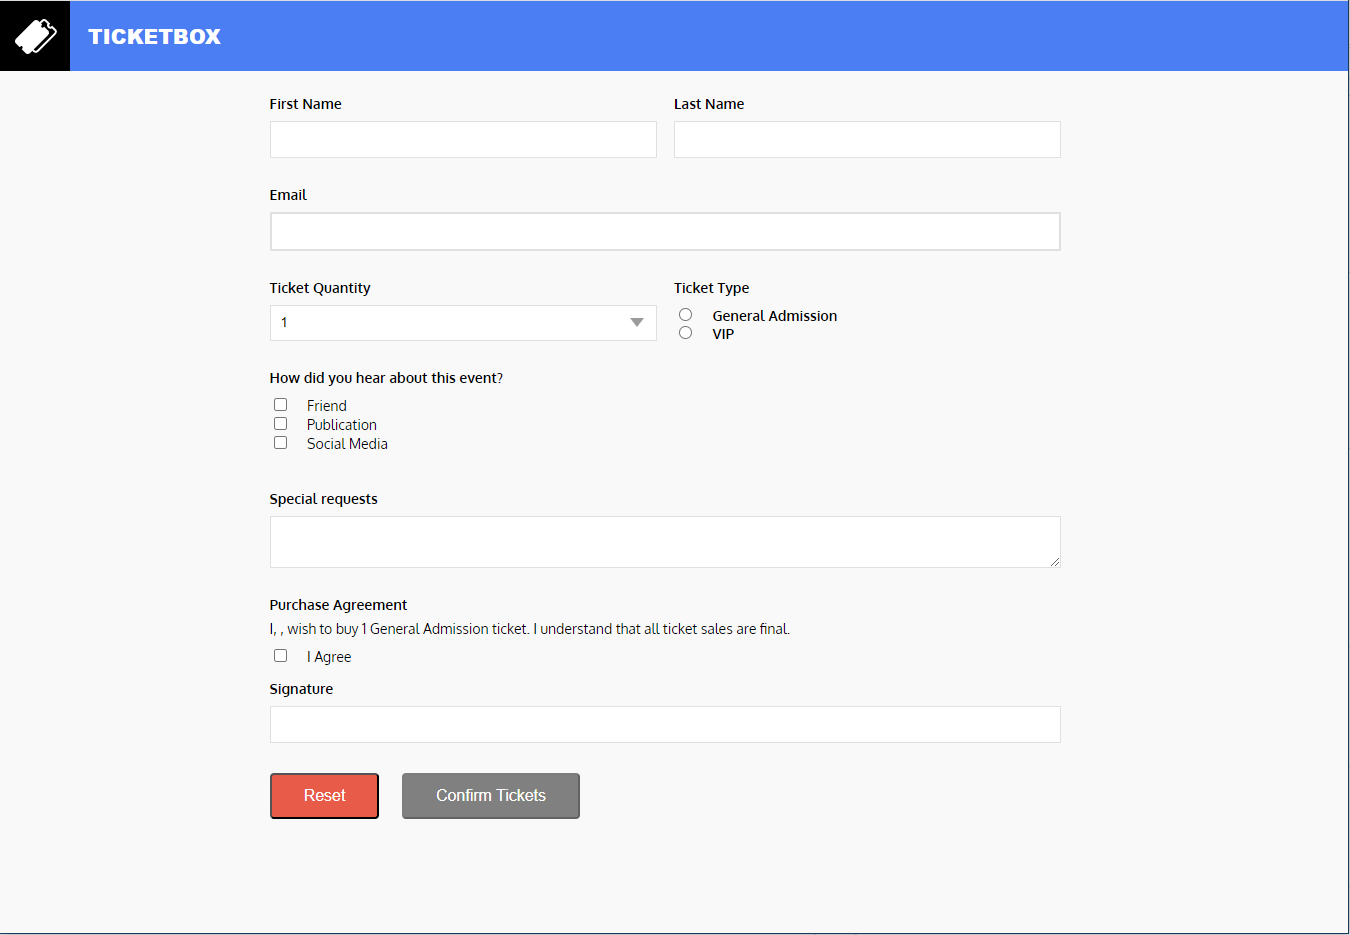 TICKETBOX
First Name
Last Name
Email
Ticket Quantity
Ticket Type
1
General Admission
VIP
How did you hear about this event?
Friend
Publication
Social Media
Special requests
Purchase Agreement
I, , wish to buy 1 General Admission ticket. I understand that all ticket sales are final.
I Agree
Signature
Reset
Confirm Tickets